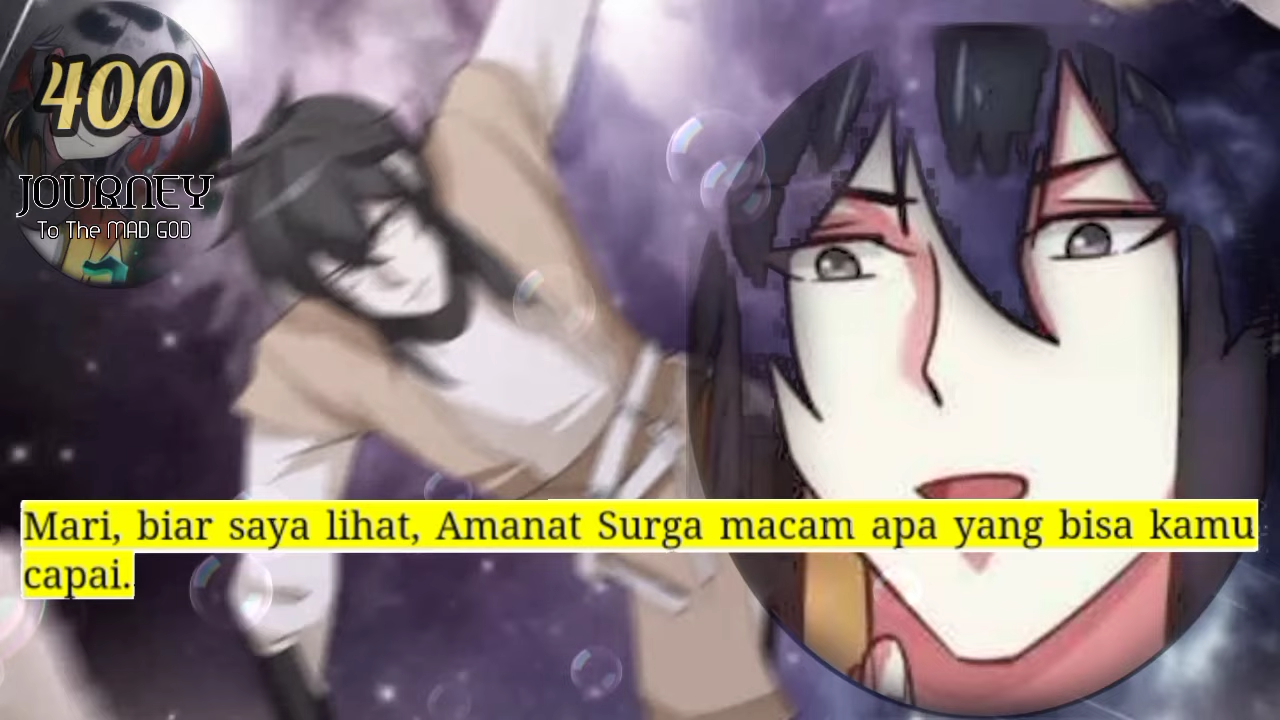 400
JOURNEY
To The MAD GOD
Mari, biar saya lihat, Amanat Surga macam apa yang bisa kamu
capai.